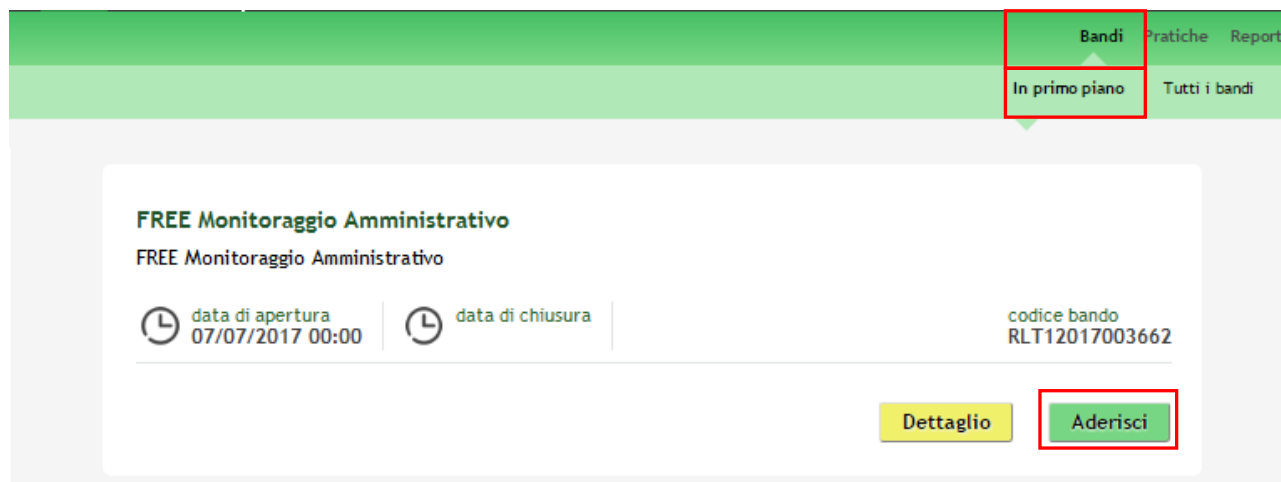 Bandi Pratiche Report
In primo piano Tutti i bandi
FREE Monitoraggio Amministrativo
FREE Monitoraggio Amministrativo
data di apertura data di chiusura codice bando
07/07/2017 00:00 RLT12017003662
Dettaglio Aderisci